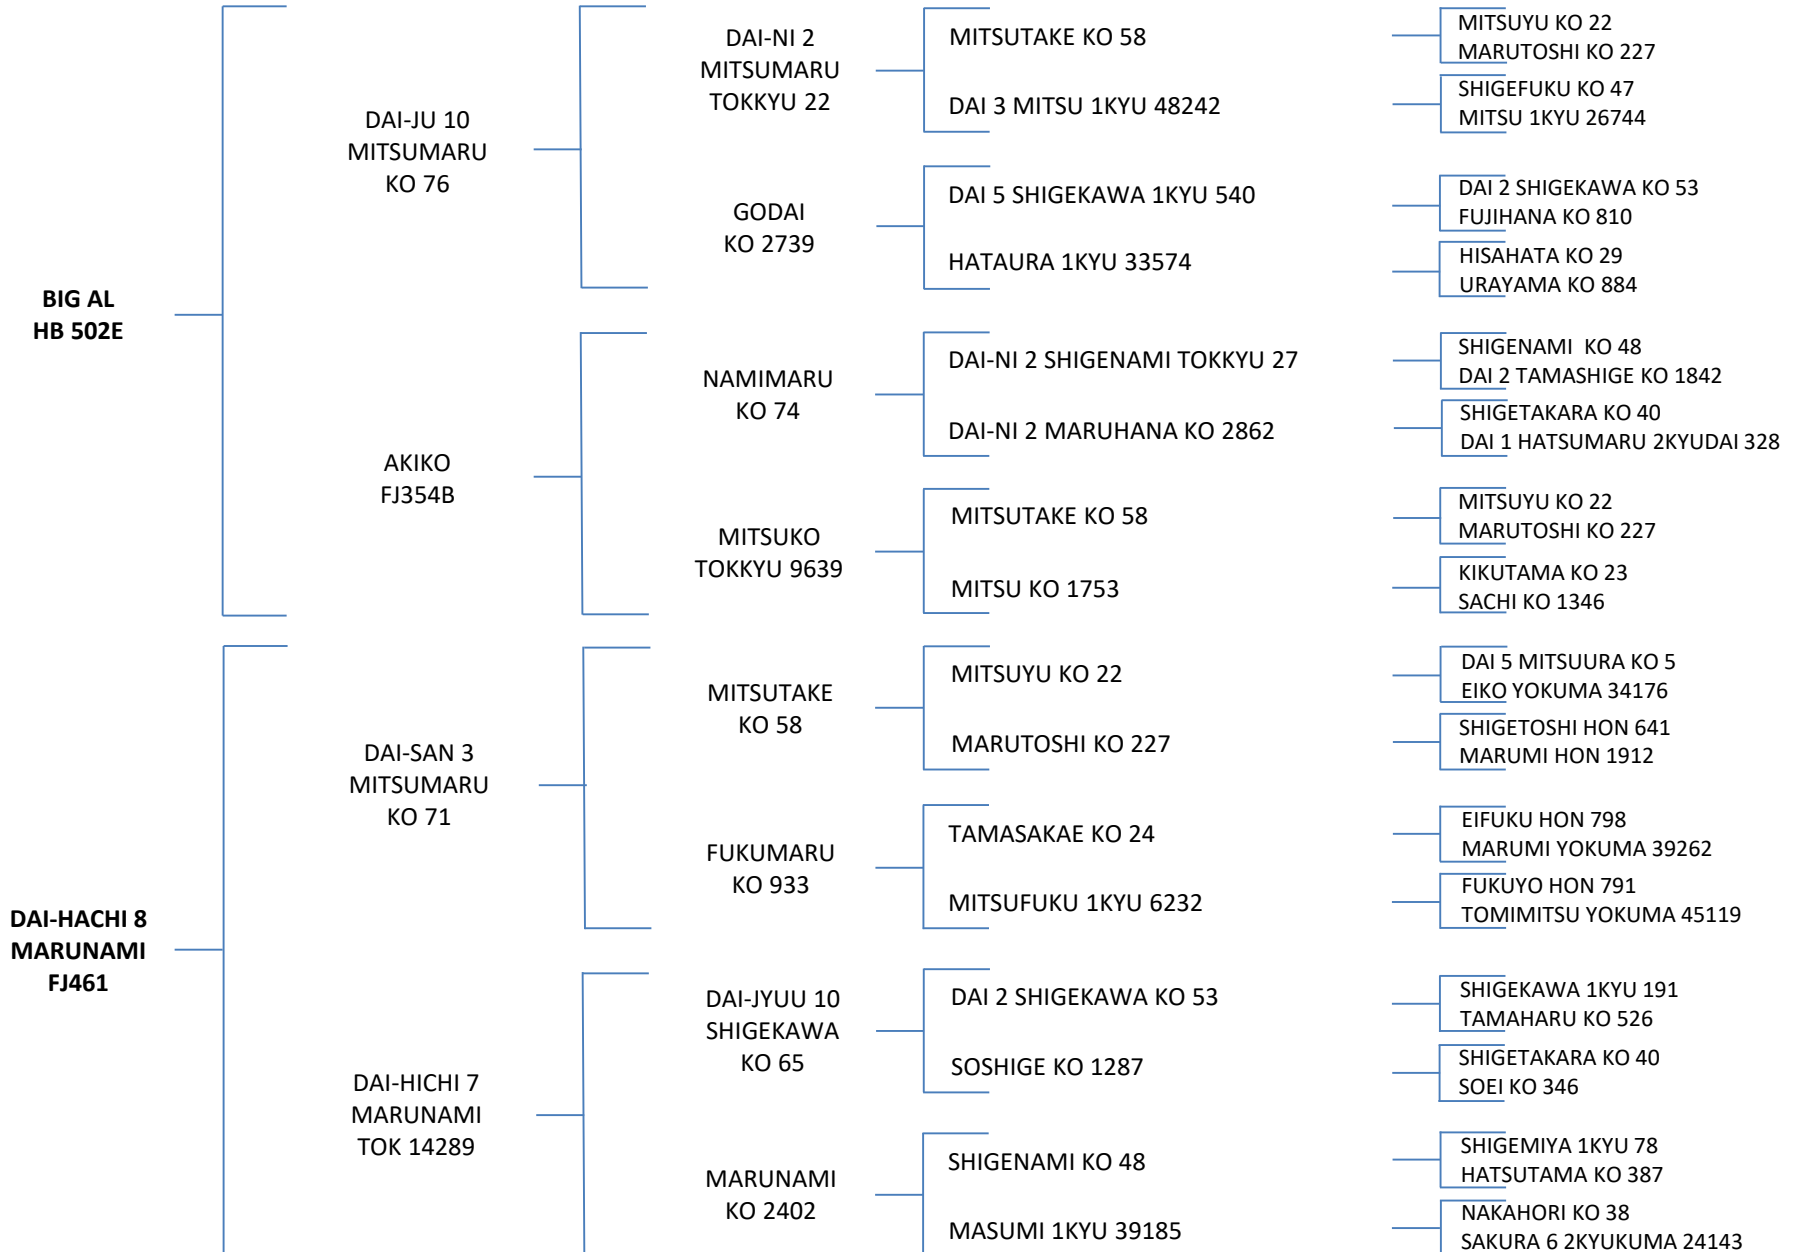 BIG AL
HB 502E
DAI-HACHI 8
MARUNAMI
FJ461
DAI-JU 10
MITSUMARU
KO 76
AKIKO
FJ354B
DAI-SAN 3
MITSUMARU
KO 71
DAI-HICHI 7
MARUNAMI
TOK 14289
DAI-NI 2
MITSUMARU
TOKKYU 22
GODAI
KO 2739
NAMIMARU
KO 74
MITSUKO
TOKKYU 9639
MITSUTAKE
KO 58
FUKUMARU
KO 933
DAI-JYUU 10
SHIGEKAWA
KO 65
MARUNAMI
KO 2402
MITSUTAKE KO 58
DAI 3 MITSU 1KYU 48242
DAI 5 SHIGEKAWA 1KYU 540
HATAURA 1KYU 33574
DAI-NI 2 SHIGENAMI TOKKYU 27
DAI-NI 2 MARUHANA KO 2862
MITSUTAKE KO 58
MITSU KO 1753
MITSUYU KO 22
MARUTOSHI KO 227
TAMASAKAE KO 24
MITSUFUKU 1KYU 6232
DAI 2 SHIGEKAWA KO 53
SOSHIGE KO 1287
SHIGENAMI KO 48
MASUMI 1KYU 39185
MITSUYU KO 22
MARUTOSHI KO 227
SHIGEFUKU KO 47
MITSU 1KYU 26744
DAI 2 SHIGEKAWA KO 53
FUJIHANA KO 810
HISAHATA KO 29
URAYAMA KO 884
SHIGENAMI  KO 48
DAI 2 TAMASHIGE KO 1842
SHIGETAKARA KO 40
DAI 1 HATSUMARU 2KYUDAI 328
MITSUYU KO 22
MARUTOSHI KO 227
KIKUTAMA KO 23
SACHI KO 1346
DAI 5 MITSUURA KO 5
EIKO YOKUMA 34176
SHIGETOSHI HON 641
MARUMI HON 1912
EIFUKU HON 798
MARUMI YOKUMA 39262
FUKUYO HON 791
TOMIMITSU YOKUMA 45119
SHIGEKAWA 1KYU 191
TAMAHARU KO 526
SHIGETAKARA KO 40
SOEI KO 346
SHIGEMIYA 1KYU 78
HATSUTAMA KO 387
NAKAHORI KO 38
SAKURA 6 2KYUKUMA 24143